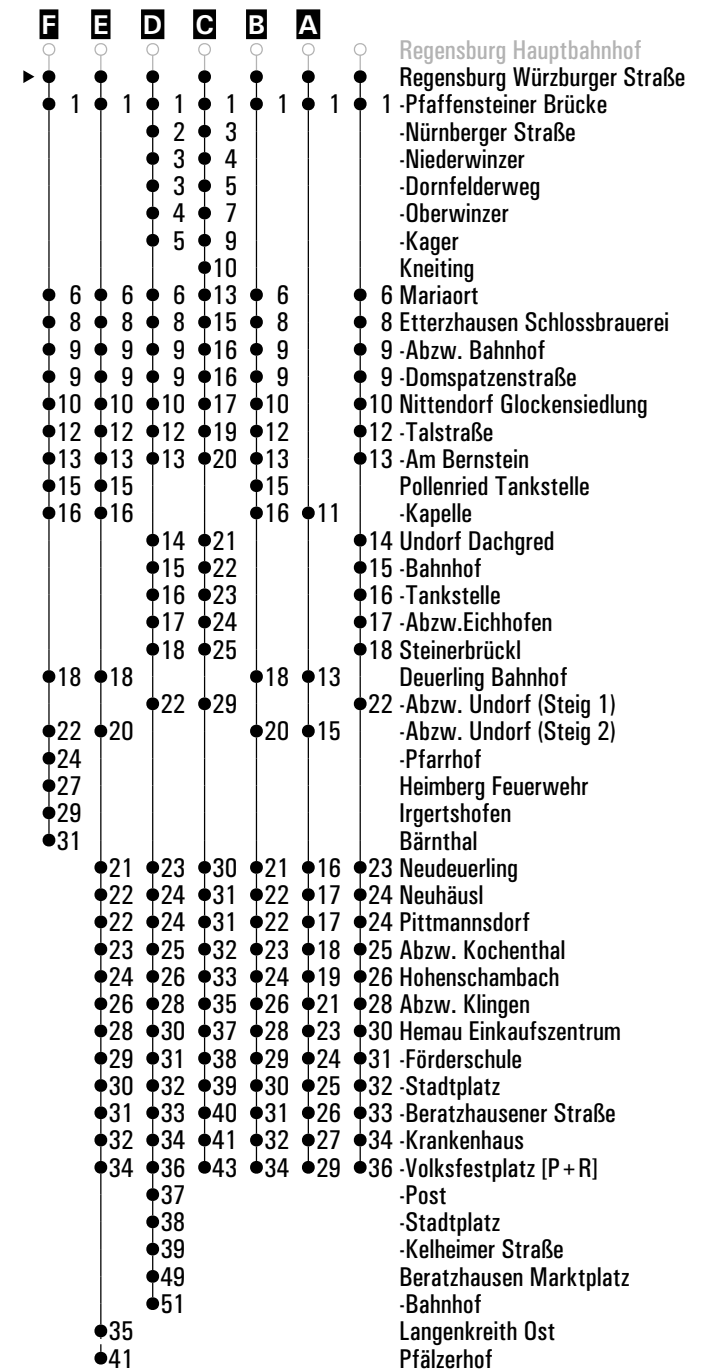 F E D C B A
Regensburg Hauptbahnhof
Regensburg Würzburger Straße
1 1 1 1 1 1 1 -Pfaffensteiner Brücke
2 3 -Nürnberger Straße
3 4 -Niederwinzer
3 5 -Dornfelderweg
4 7 -Oberwinzer
5 9 -Kager
10 Kneiting
6 6 6 13 6 6 Mariaort
8 8 8 15 8 8 Etterzhausen Schlossbrauerei
9 9 9 16 9 9 -Abzw. Bahnhof
9 9 9 16 9 9 -Domspatzenstraße
10 10 10 17 10 10 Nittendorf Glockensiedlung
12 12 12 19 12 12 -Talstraße
13 13 13 20 13 13 -Am Bernstein
15 15 15 Pollenried Tankstelle
16 16 16 11 -Kapelle
14 21 14 Undorf Dachgred
15 22 15 -Bahnhof
16 23 16 -Tankstelle
17 24 17 -Abzw.Eichhofen
18 25 18 Steinerbrückl
18 18 18 13 Deuerling Bahnhof
22 29 22 -Abzw. Undorf (Steig 1)
22 20 20 15 -Abzw. Undorf (Steig 2)
24 -Pfarrhof
27 Heimberg Feuerwehr
29 Irgertshofen
31 Bärnthal
21 23 30 21 16 23 Neudeuerling
22 24 31 22 17 24 Neuhäusl
22 24 31 22 17 24 Pittmannsdorf
23 25 32 23 18 25 Abzw. Kochenthal
24 26 33 24 19 26 Hohenschambach
26 28 35 26 21 28 Abzw. Klingen
28 30 37 28 23 30 Hemau Einkaufszentrum
29 31 38 29 24 31 -Förderschule
30 32 39 30 25 32 -Stadtplatz
31 33 40 31 26 33 -Beratzhausener Straße
32 34 41 32 27 34 -Krankenhaus
34 36 43 34 29 36 -Volksfestplatz [P+R]
37 -Post
38 -Stadtplatz
39 -Kelheimer Straße
49 Beratzhausen Marktplatz
51 -Bahnhof
35 Langenkreith Ost
41 Pfälzerhof